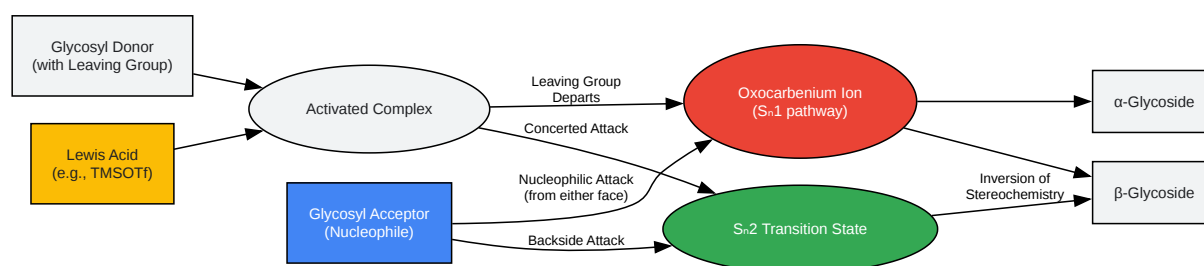 Glycosyl Donor
(with Leaving Group)
Lewis Acid
(e.g., TMSOTf)
Activated Complex
Glycosyl Acceptor
(Nucleophile)
Leaving Group
Departs
Concerted Attack
Nucleophilic Attack
(from either face)
Backside Attack
Oxocarbenium Ion
(Sₙ1 pathway)
Sₙ2 Transition State
Inversion of
Stereochemistry
α-Glycoside
β-Glycoside